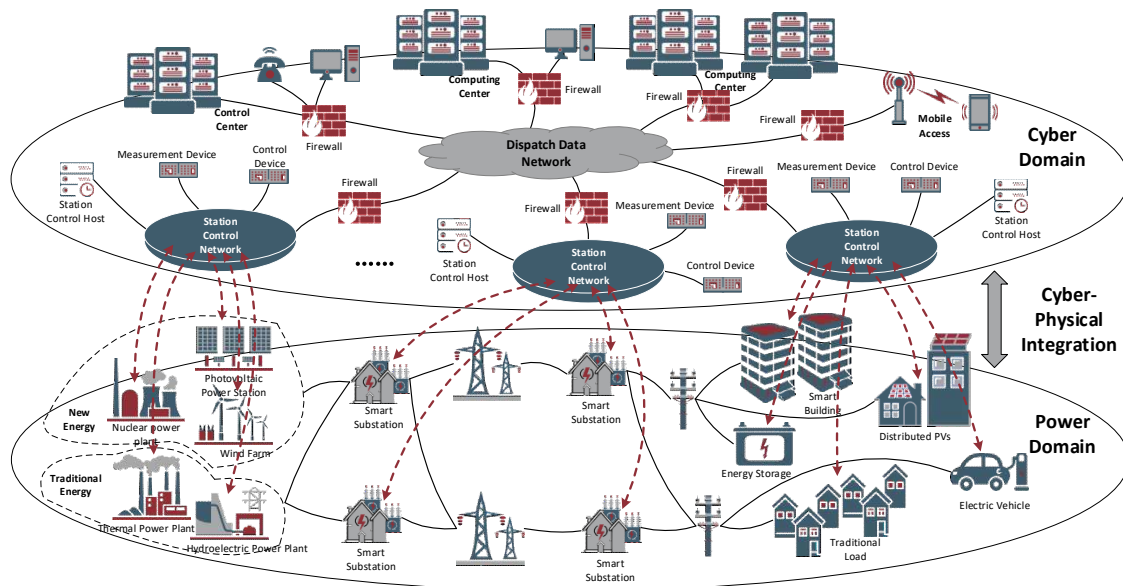 Computing
Center
Computing
Center
Control
Center
Firewall
Firewall
Firewall
Firewall
Mobile
Access
Cyber
Domain
Dispatch Data
Network
Measurement Device
Control
Device
Firewall
Station
Control Host
Station
Control
Network
Firewall
Measurement Device
Station
Control Host
Station
Control
Network
Control Device
Firewall
Measurement Device
Control Device
Station
Control Host
Station
Control
Network
......
Cyber-
Physical
Integration
Photovoltaic
Power Station
New
Energy
Nuclear power
plant
Wind Farm
Traditional
Energy
Thermal Power Plant
Hydroelectric Power Plant
Smart
Substation
Smart
Substation
Smart
Substation
Smart
Substation
Smart
Building
Energy Storage
Distributed PVs
Power
Domain
Electric Vehicle
Traditional
Load